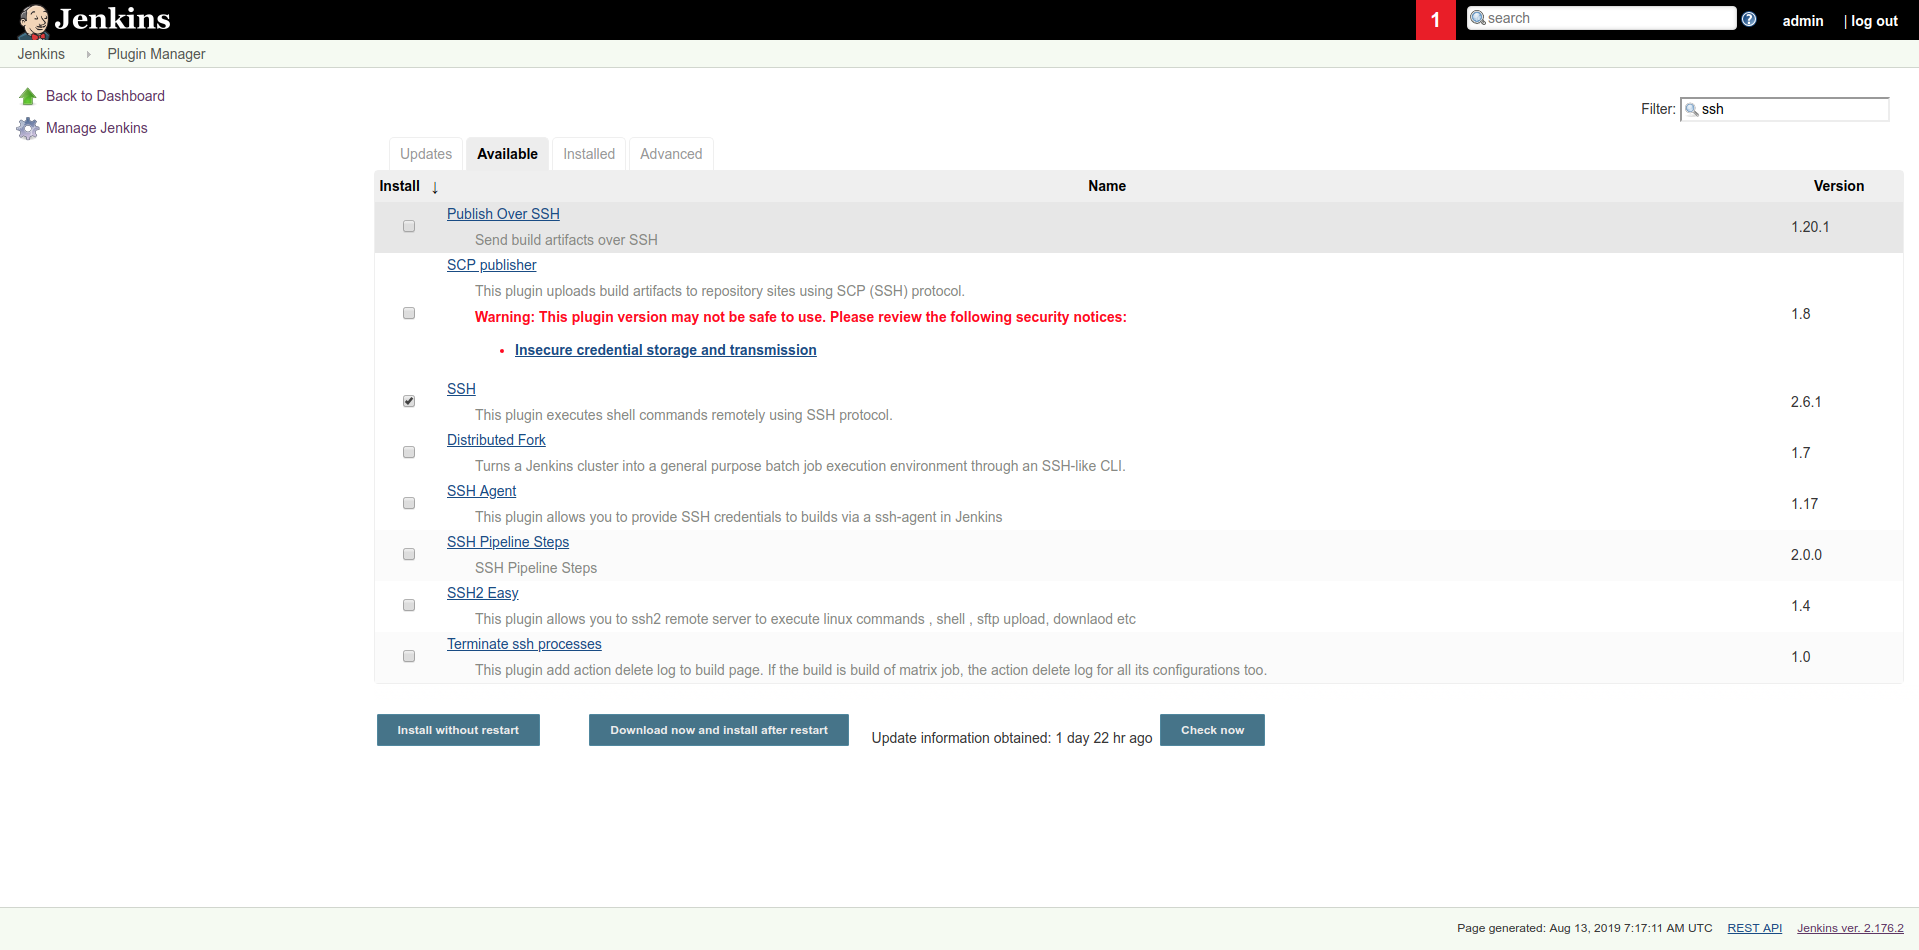 Jenkins
1
search
?
admin
| log out
Jenkins
Plugin Manager
Back to Dashboard
Manage Jenkins
Filter: ssh
Updates
Available
Installed
Advanced
Install ↓
Name
Version
Publish Over SSH
Send build artifacts over SSH
1.20.1
SCP publisher
This plugin uploads build artifacts to repository sites using SCP (SSH) protocol.
Warning: This plugin version may not be safe to use. Please review the following security notices:
• Insecure credential storage and transmission
1.8
SSH
This plugin executes shell commands remotely using SSH protocol.
2.6.1
Distributed Fork
Turns a Jenkins cluster into a general purpose batch job execution environment through an SSH-like CLI.
1.7
SSH Agent
This plugin allows you to provide SSH credentials to builds via a ssh-agent in Jenkins
1.17
SSH Pipeline Steps
SSH Pipeline Steps
2.0.0
SSH2 Easy
This plugin allows you to ssh2 remote server to execute linux commands , shell , sftp upload, downlaod etc
1.4
Terminate ssh processes
This plugin add action delete log to build page. If the build is build of matrix job, the action delete log for all its configurations too.
1.0
Install without restart
Download now and install after restart
Update information obtained: 1 day 22 hr ago
Check now
Page generated: Aug 13, 2019 7:17:11 AM UTC
REST API
Jenkins ver. 2.176.2